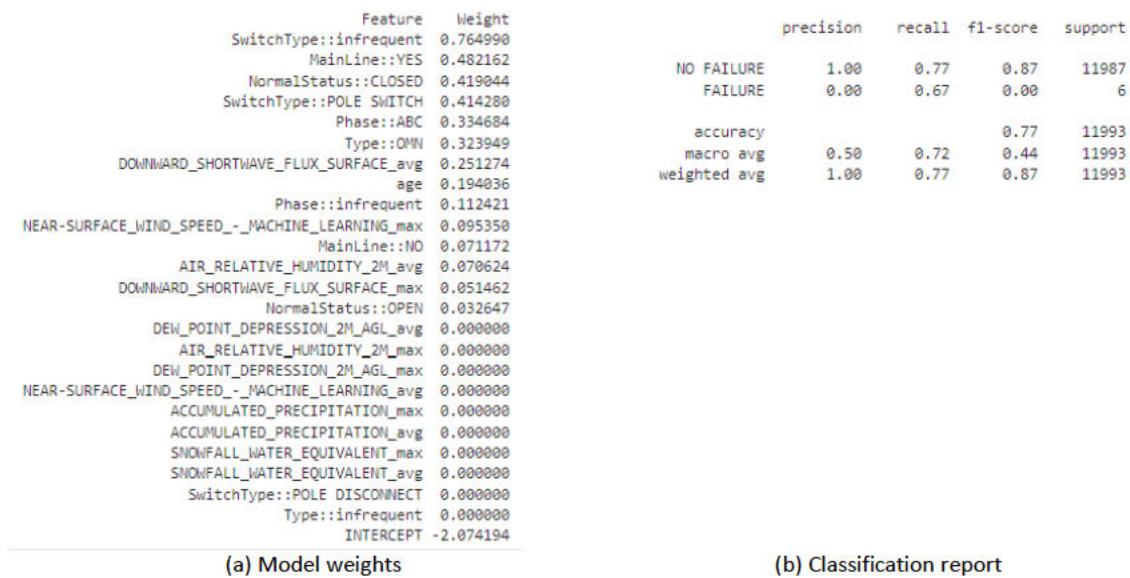 Feature Weight
SwitchType::infrequent 0.764990
MainLine::YES 0.482162
NormalStatus::CLOSED 0.419044
SwitchType::POLE SWITCH 0.414280
Phase::ABC 0.334684
Type::OMN 0.323949
DOWNWARD_SHORTWAVE_FLUX_SURFACE_avg 0.251274
age 0.194036
Phase::infrequent 0.112421
NEAR-SURFACE_WIND_SPEED_-_MACHINE_LEARNING_max 0.095350
MainLine::NO 0.071172
AIR_RELATIVE_HUMIDITY_2M_avg 0.070624
DOWNWARD_SHORTWAVE_FLUX_SURFACE_max 0.051462
NormalStatus::OPEN 0.032647
DEW_POINT_DEPRESSION_2M_AGL_avg 0.000000
AIR_RELATIVE_HUMIDITY_2M_max 0.000000
DEW_POINT_DEPRESSION_2M_AGL_max 0.000000
NEAR-SURFACE_WIND_SPEED_-_MACHINE_LEARNING_avg 0.000000
ACCUMULATED_PRECIPITATION_max 0.000000
ACCUMULATED_PRECIPITATION_avg 0.000000
SNOWFALL_WATER_EQUIVALENT_max 0.000000
SNOWFALL_WATER_EQUIVALENT_avg 0.000000
SwitchType::POLE DISCONNECT 0.000000
Type::infrequent 0.000000
INTERCEPT -2.074194
(a) Model weights
precision recall f1-score support
NO FAILURE 1.00 0.77 0.87 11987
FAILURE 0.00 0.67 0.00 6
accuracy 0.77 11993
macro avg 0.50 0.72 0.44 11993
weighted avg 1.00 0.77 0.87 11993
(b) Classification report